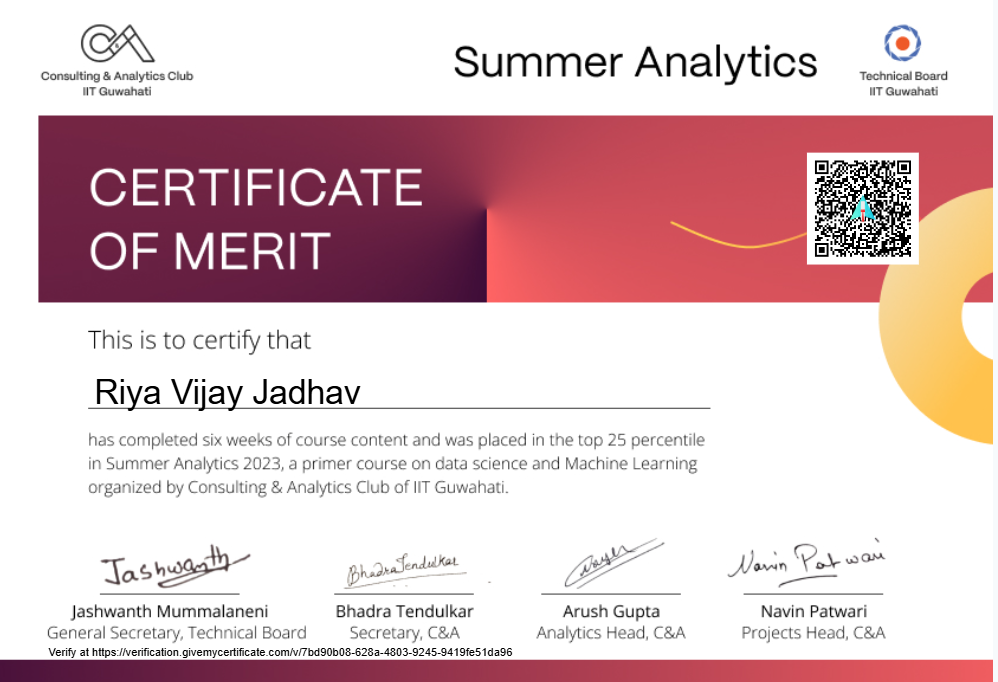 Consulting & Analytics Club
IIT Guwahati
Summer Analytics
Technical Board
IIT Guwahati
CERTIFICATE
OF MERIT
This is to certify that
Riya Vijay Jadhav
has completed six weeks of course content and was placed in the top 25 percentile
in Summer Analytics 2023, a primer course on data science and Machine Learning
organized by Consulting & Analytics Club of IIT Guwahati.
Jashwanth
Bhadra Tendulkar
Navin Patwari
Jashwanth Mummalaneni
Bhadra Tendulkar
Arush Gupta
Navin Patwari
General Secretary, Technical Board
Secretary, C&A
Analytics Head, C&A
Projects Head, C&A
Verify at https://verification.givemycertificate.com/v/7bd90b08-628a-4803-9245-9419fe51da96